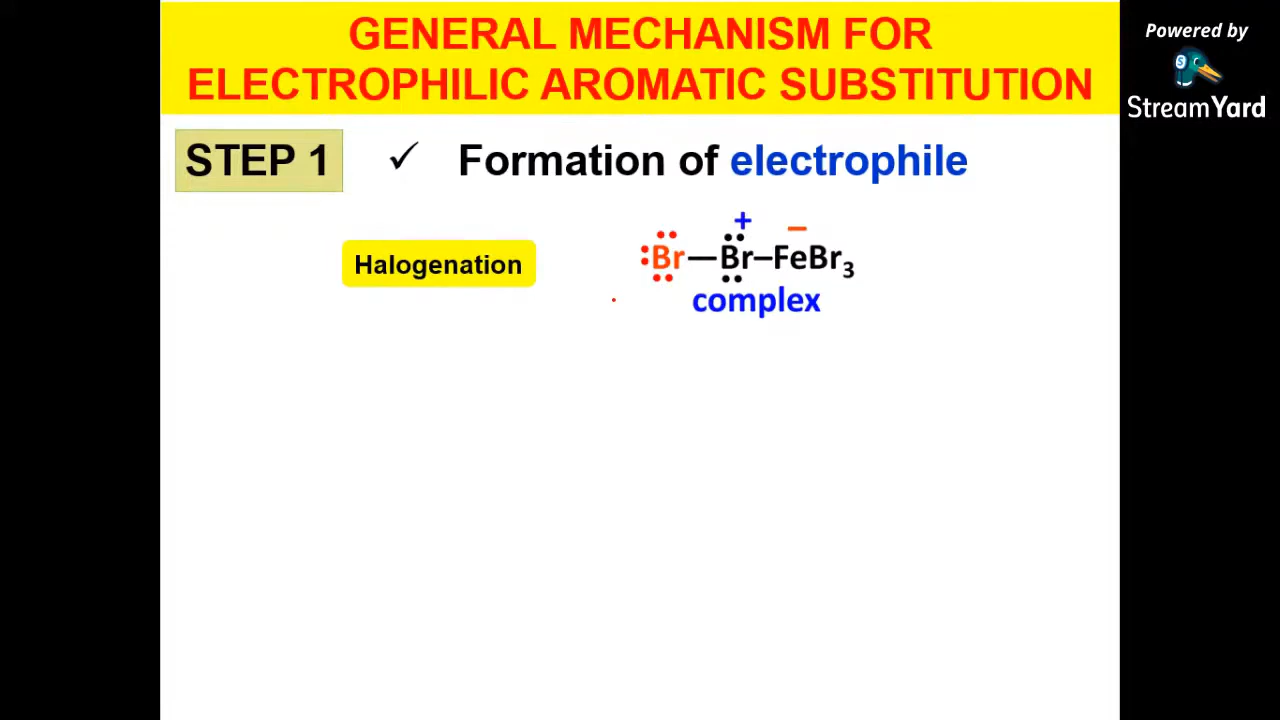 GENERAL MECHANISM FOR
ELECTROPHILIC AROMATIC SUBSTITUTION
Powered by
StreamYard
STEP 1 ✓ Formation of electrophile
Halogenation
+ −
:Br—Br–FeBr₃
complex